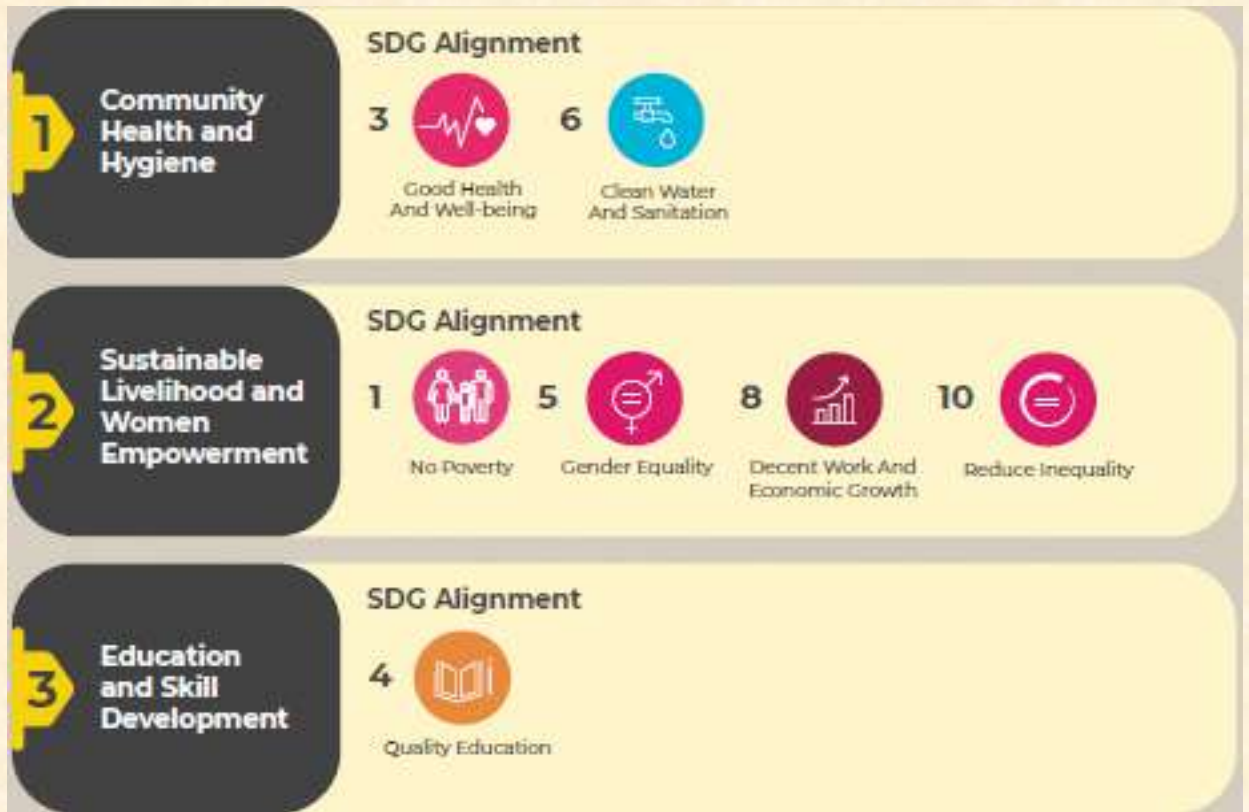 1
Community
Health and
Hygiene
SDG Alignment
3
6
Good Health
And Well-being
Clean Water
And Sanitation
2
Sustainable
Livelihood and
Women
Empowerment
SDG Alignment
1
5
8
10
No Poverty
Gender Equality
Decent Work And
Economic Growth
Reduce Inequality
3
Education
and Skill
Development
SDG Alignment
4
Quality Education